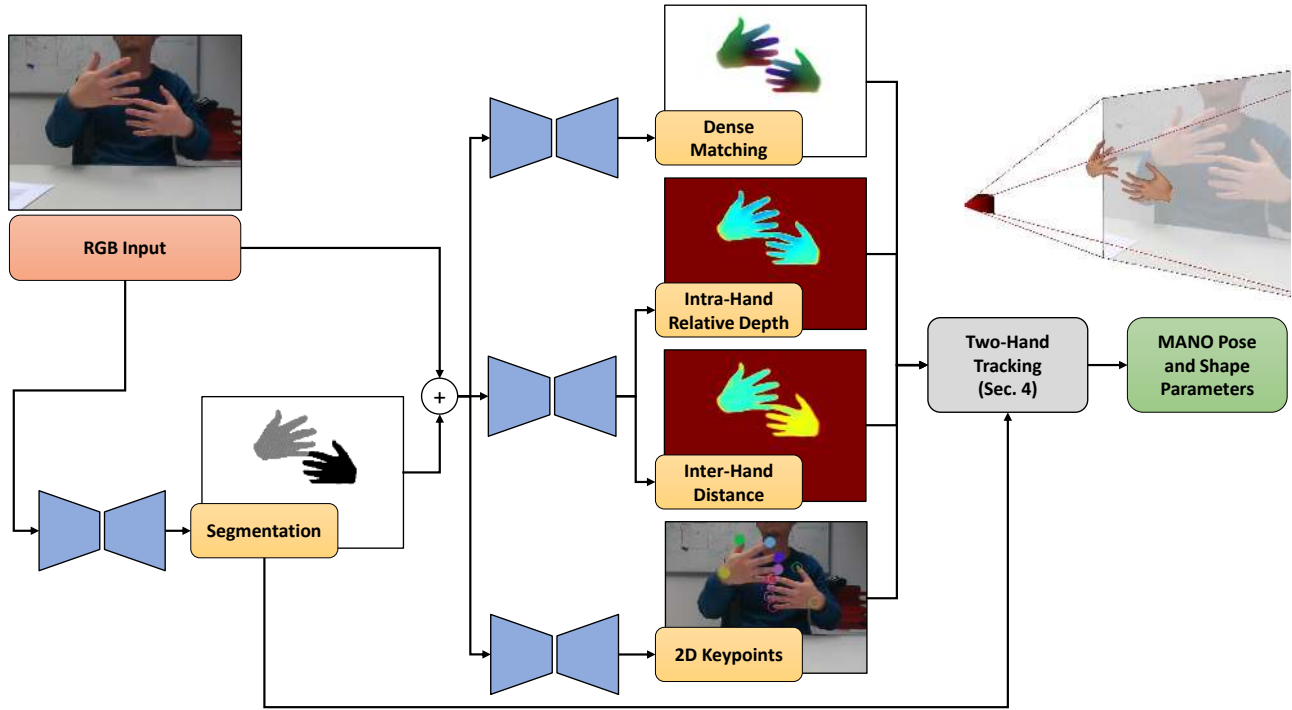 RGB Input
Segmentation
+
Dense
Matching
Intra-Hand
Relative Depth
Inter-Hand
Distance
2D Keypoints
Two-Hand
Tracking
(Sec. 4)
MANO Pose
and Shape
Parameters